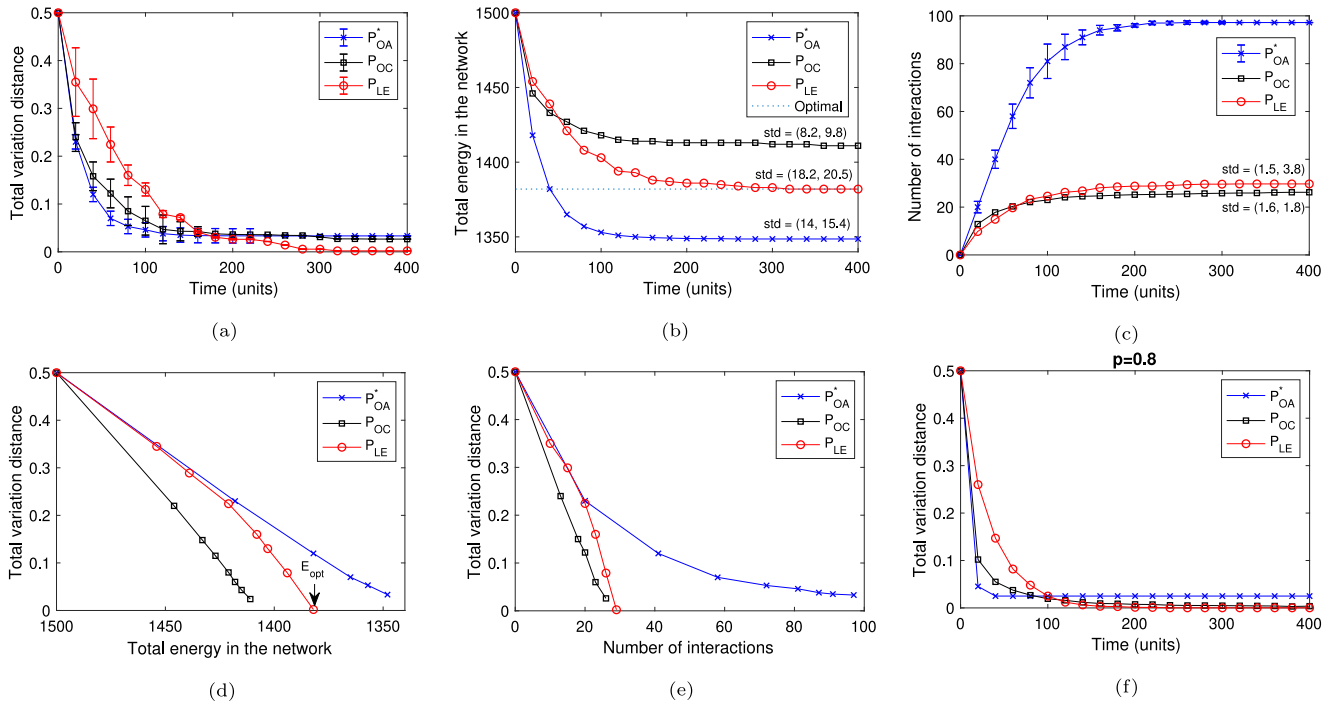 Total variation distance
0.5
0.4
0.3
0.2
0.1
0
0 100 200 300 400
Time (units)
P*OA
POC
PLE
(a)
Total energy in the network
1500
1450
1400
1350
0 100 200 300 400
Time (units)
P*OA
POC
PLE
Optimal
std = (8.2, 9.8)
std = (18.2, 20.5)
std = (14, 15.4)
(b)
Number of interactions
100
80
60
40
20
0
0 100 200 300 400
Time (units)
P*OA
POC
PLE
std = (1.5, 3.8)
std = (1.6, 1.8)
(c)
Total variation distance
0.5
0.4
0.3
0.2
0.1
0
1500 1450 1400 1350
Total energy in the network
P*OA
POC
PLE
Eopt
(d)
Total variation distance
0.5
0.4
0.3
0.2
0.1
0
0 20 40 60 80 100
Number of interactions
P*OA
POC
PLE
(e)
p=0.8
Total variation distance
0.5
0.4
0.3
0.2
0.1
0
0 100 200 300 400
Time (units)
P*OA
POC
PLE
(f)